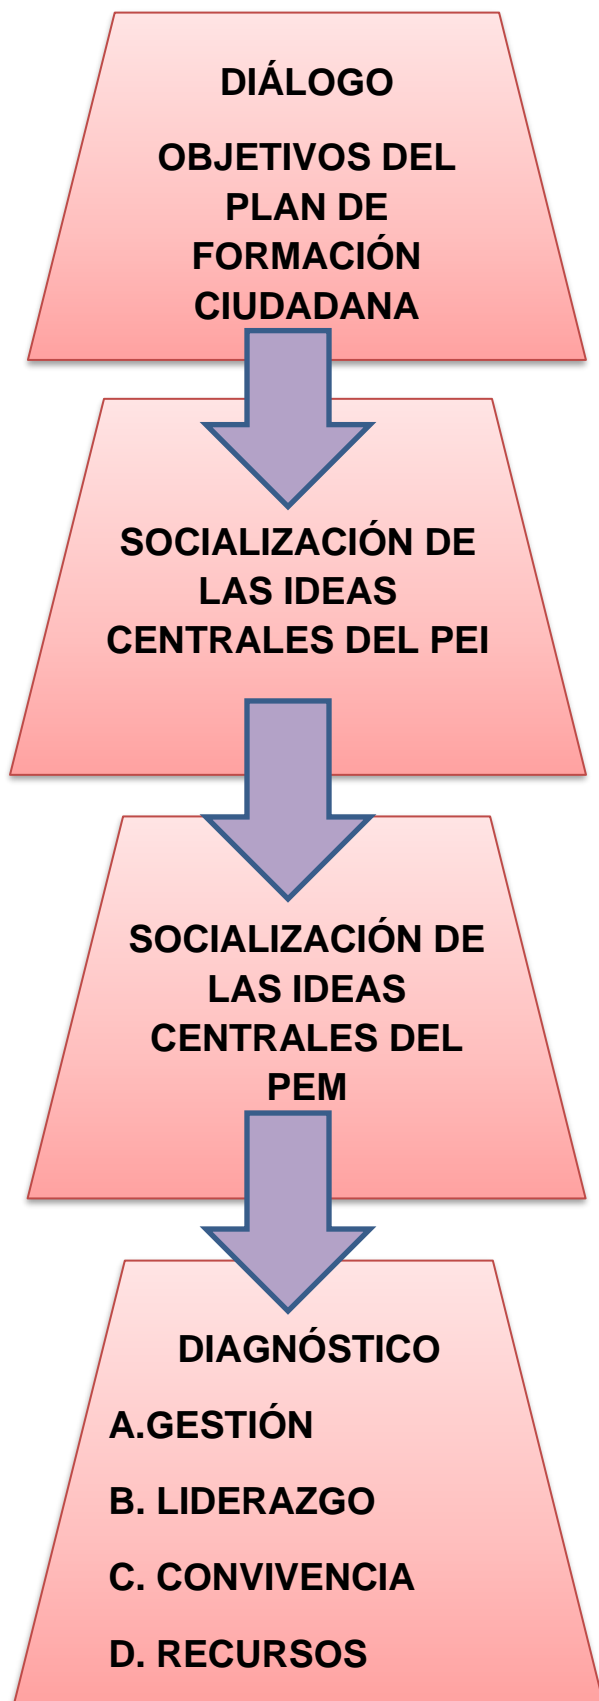 DIÁLOGO
OBJETIVOS DEL
PLAN DE
FORMACIÓN
CIUDADANA
SOCIALIZACIÓN DE
LAS IDEAS
CENTRALES DEL PEI
SOCIALIZACIÓN DE
LAS IDEAS
CENTRALES DEL
PEM
DIAGNÓSTICO
A.GESTIÓN
B. LIDERAZGO
C. CONVIVENCIA
D. RECURSOS